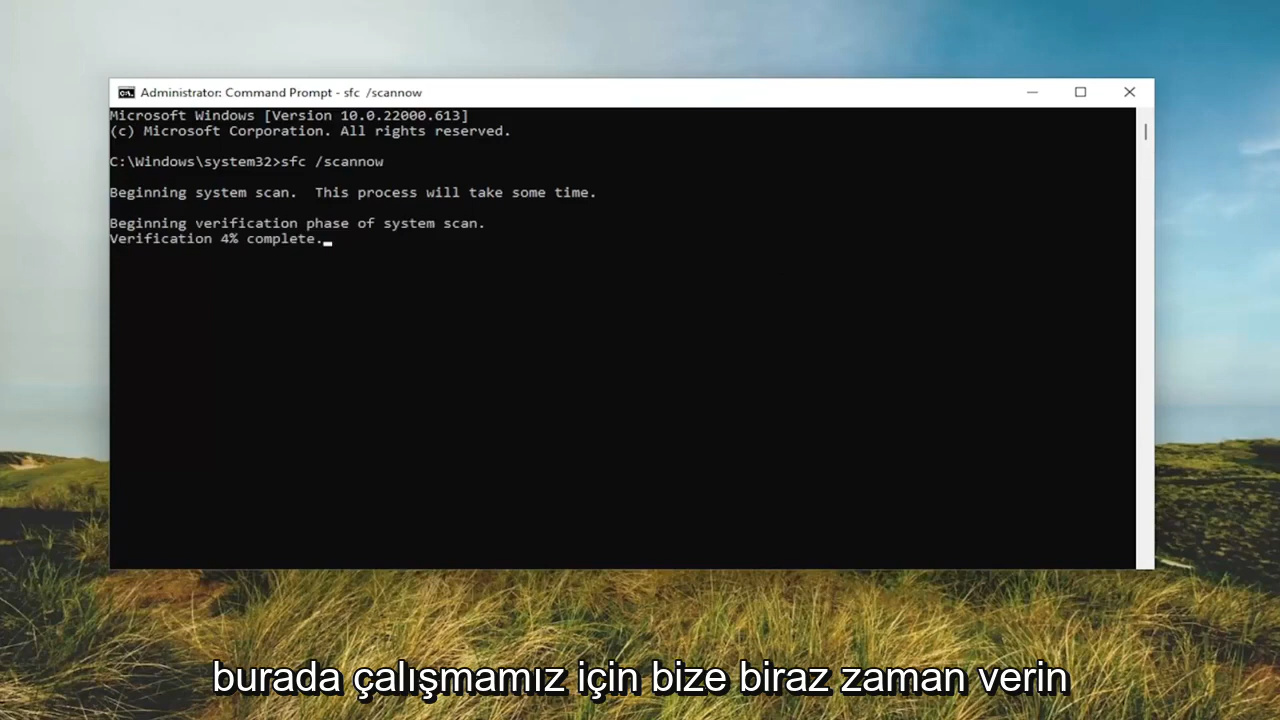 Administrator: Command Prompt - sfc  /scannow
Microsoft Windows [Version 10.0.22000.613]
(c) Microsoft Corporation. All rights reserved.
C:\Windows\system32>sfc /scannow
Beginning system scan.  This process will take some time.
Beginning verification phase of system scan.
Verification 4% complete.
burada çalışmamız için bize biraz zaman verin